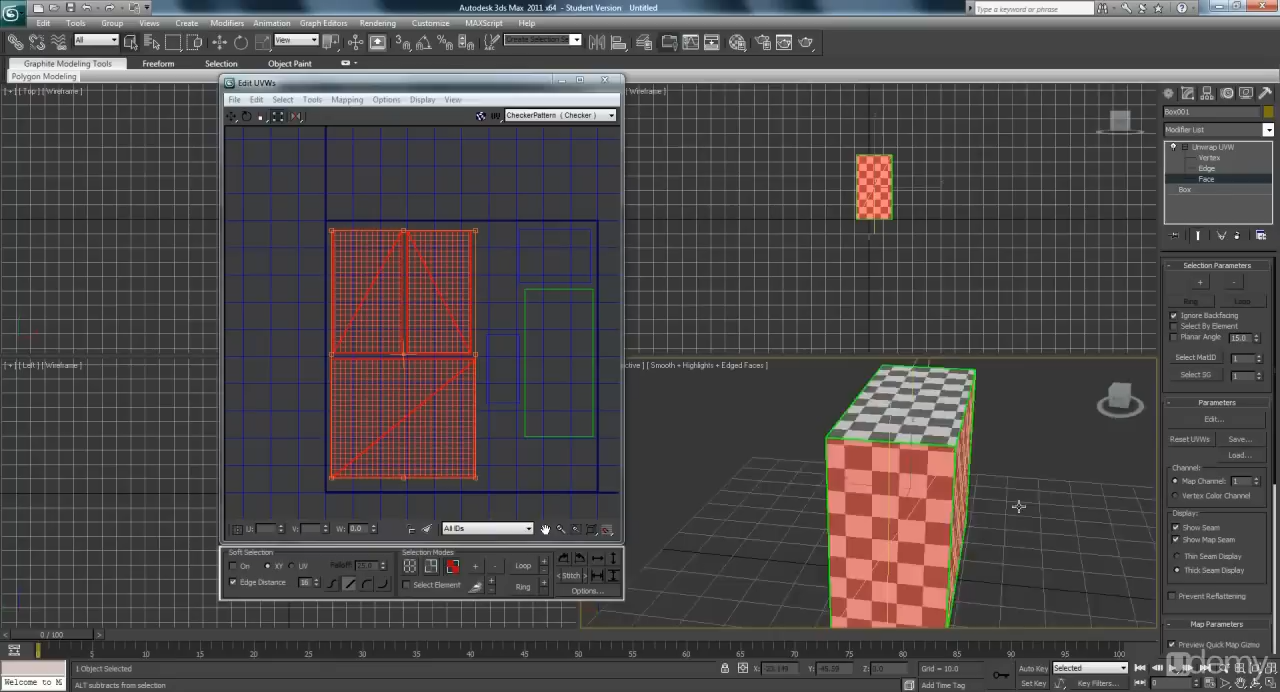 Autodesk 3ds Max 2011 x64 - Student Version Untitled
Type a keyword or phrase
Edit Tools Group Views Create Modifiers Animation Graph Editors Rendering Customize MAXScript Help
All
View
Graphite Modeling Tools Freeform Selection Object Paint
Polygon Modeling
[ + ] [ Top ] [ Wireframe ]
Wireframe ]
Edit UVWs
File Edit Select Tools Mapping Options Display View
CheckerPattern ( Checker )
U: V: W: 0.0
All IDs
Soft Selection
On XY UV Falloff: 25.0
Edge Distance 16
Selection Modes
Select Element
+ - Loop
Ring
Stitch
Options...
[ + ] [ Left ] [ Wireframe ]
[ Smooth + Highlights + Edged Faces ]
Box001
Modifier List
Unwrap UVW
Vertex
Edge
Face
Box
Selection Parameters
+ -
Ring Loop
Ignore Backfacing
Select By Element
Planar Angle 15.0
Select MatID 1
Select SG 1
Parameters
Edit...
Reset UVWs Save...
Load...
Channel:
Map Channel: 1
Vertex Color Channel
Display:
Show Seam
Show Map Seam
Thin Seam Display
Thick Seam Display
Prevent Reflattening
Map Parameters
Preview Quick Map Gizmo
0 / 100
5 10 15 20 25 30 35 40 45 50 55 60 65 70 75 80 85 90 95 100
1 Object Selected
Welcome to M
ALT subtracts from selection
X: Y: Z: 0.0
Grid = 10.0
Add Time Tag
Auto Key Selected
Set Key Key Filters...
0
udemy